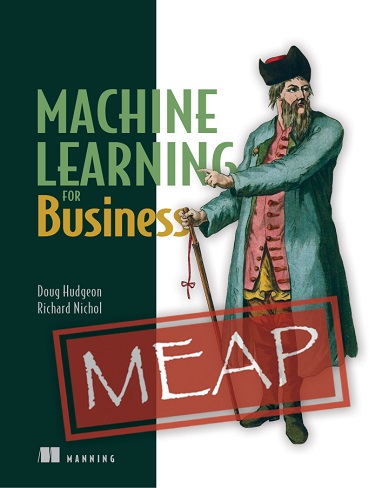 MACHINE
LEARNING
FOR
Business
Doug Hudgeon
Richard Nichol
MEAP
MANNING